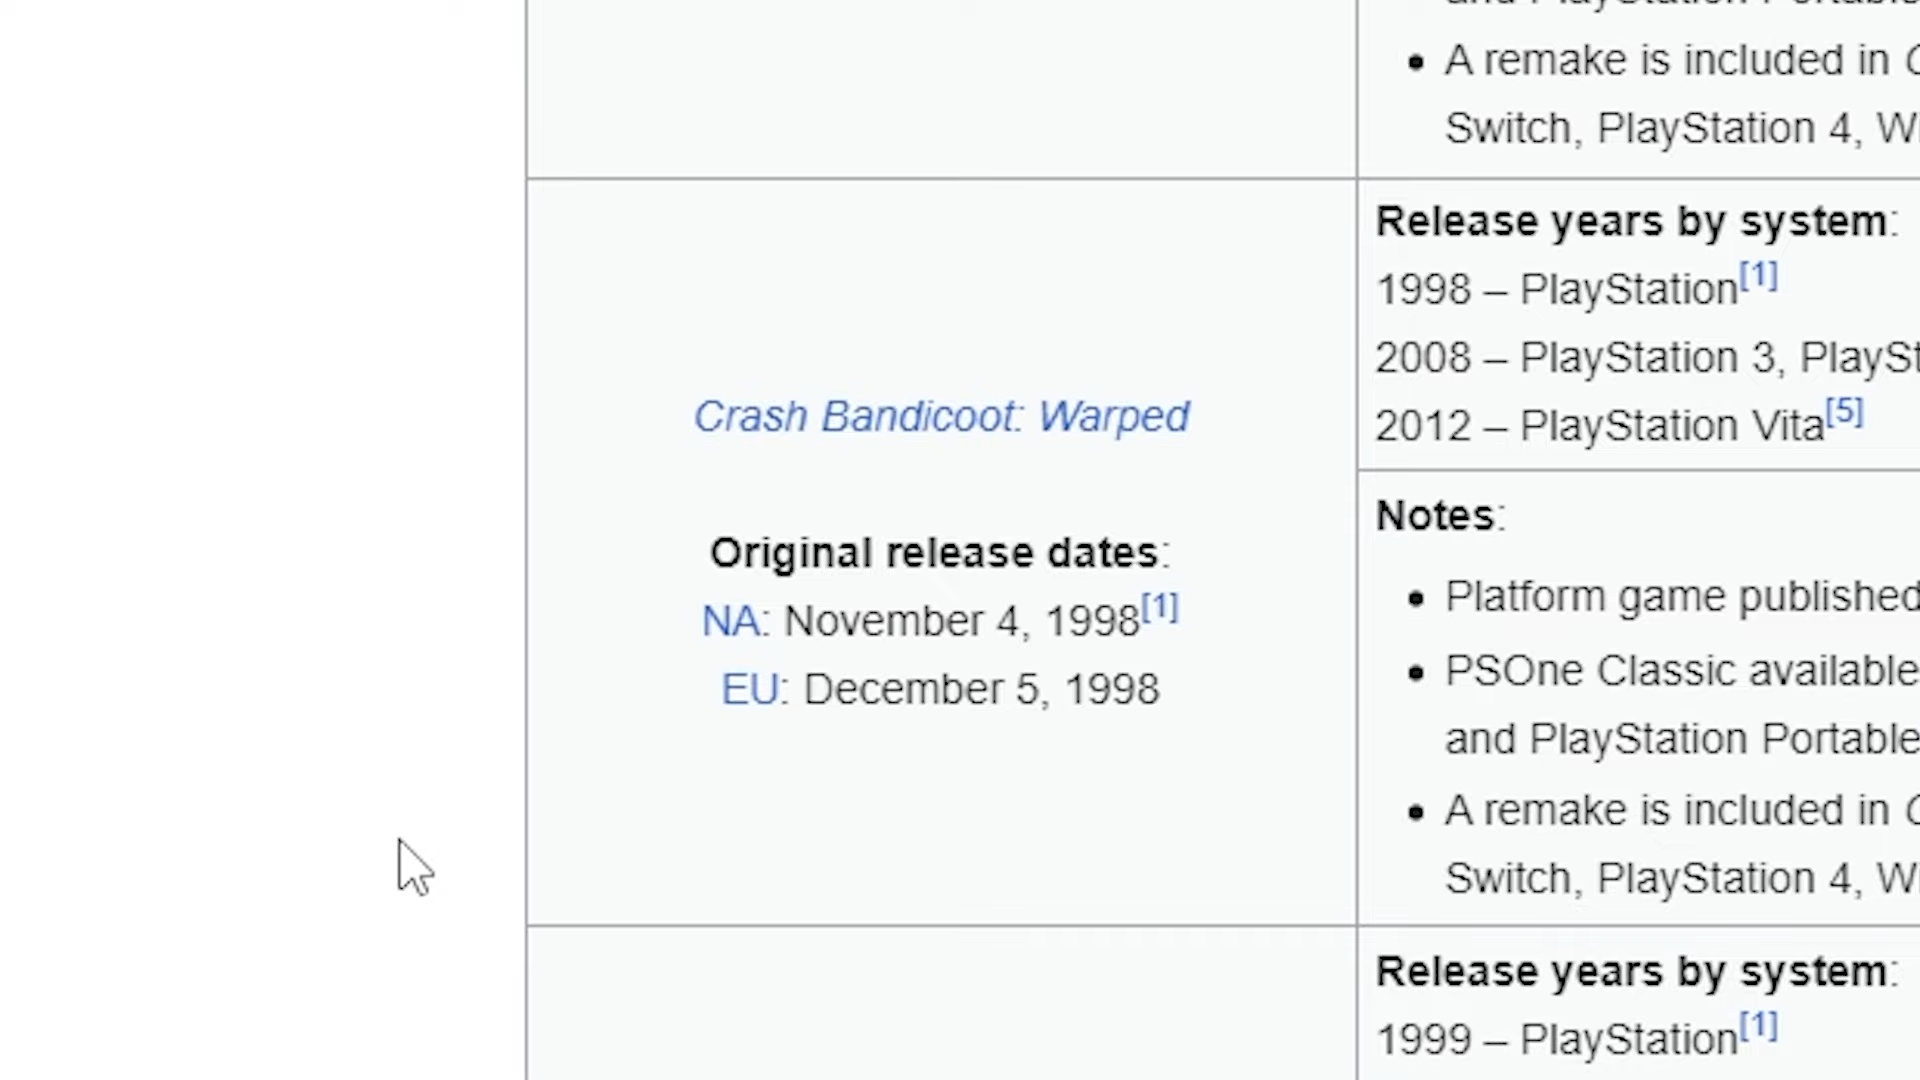 A remake is included in
Switch, PlayStation 4,
Release years by system:
1998 – PlayStation[1]
2008 – PlayStation 3,
2012 – PlayStation Vita[5]
Crash Bandicoot: Warped
Original release dates:
NA: November 4, 1998[1]
EU: December 5, 1998
Notes:
Platform game published
PSOne Classic available
and PlayStation Portable
A remake is included in
Switch, PlayStation 4,
Release years by system:
1999 – PlayStation[1]